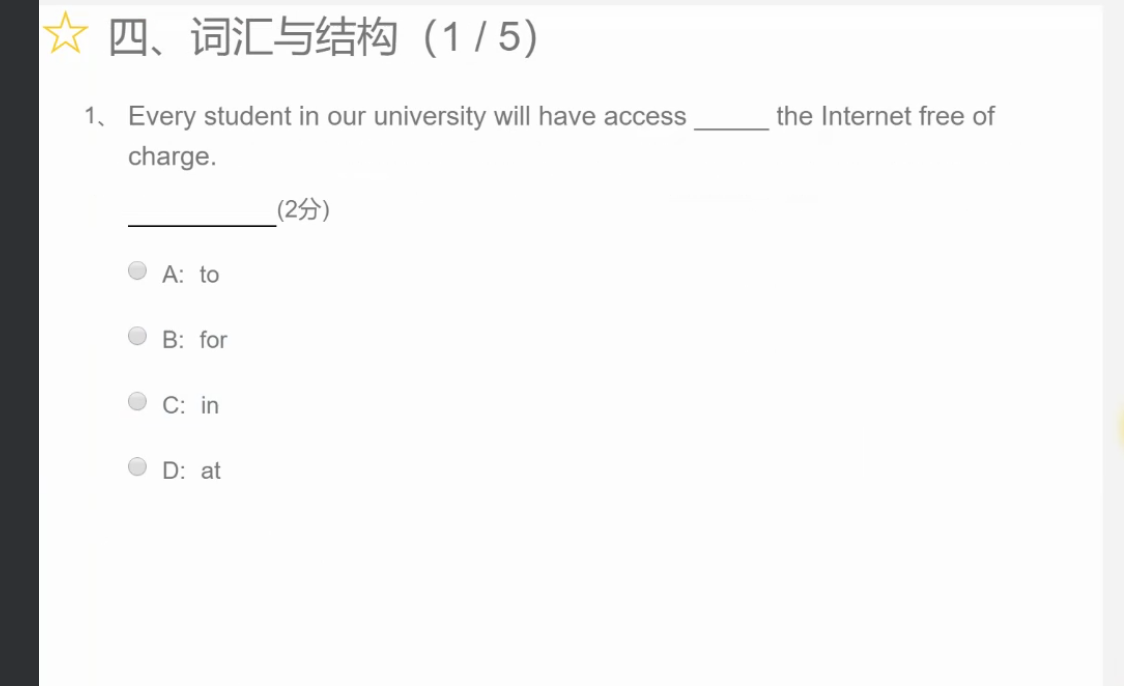 四、词汇与结构（1 / 5）
1、 Every student in our university will have access _____ the Internet free of
charge.
__________(2分)
A: to
B: for
C: in
D: at